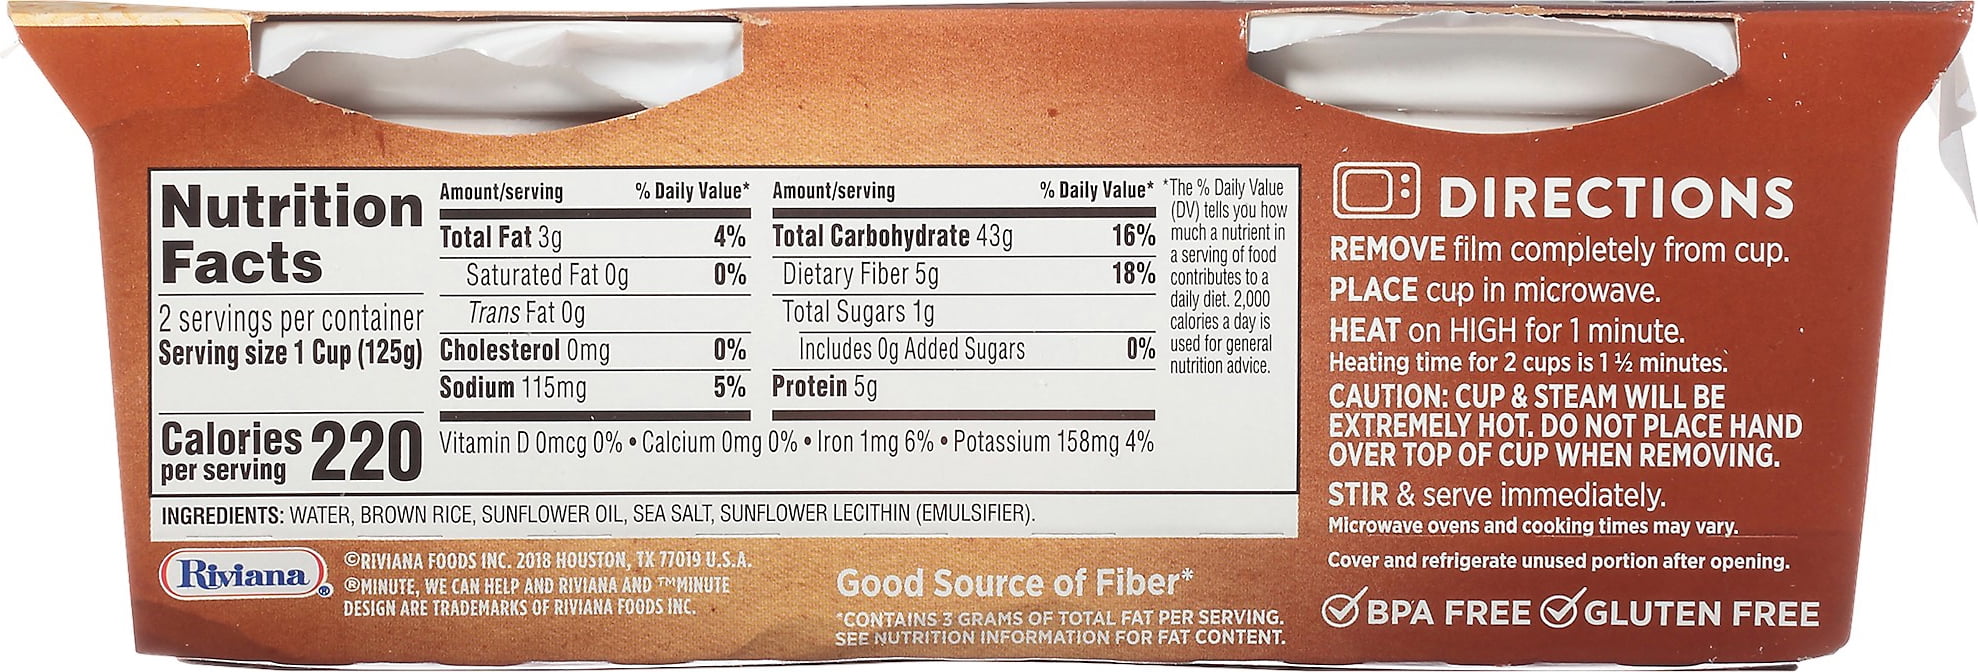 Nutrition
Facts
2 servings per container
Serving size 1 Cup (125g)
Calories
per serving
220
Amount/serving % Daily Value*
Total Fat 3g 4%
Saturated Fat 0g 0%
Trans Fat 0g
Cholesterol 0mg 0%
Sodium 115mg 5%
Amount/serving % Daily Value*
Total Carbohydrate 43g 16%
Dietary Fiber 5g 18%
Total Sugars 1g
Includes 0g Added Sugars 0%
Protein 5g
Vitamin D 0mcg 0% • Calcium 0mg 0% • Iron 1mg 6% • Potassium 158mg 4%
*The % Daily Value
(DV) tells you how
much a nutrient in
a serving of food
contributes to a
daily diet. 2,000
calories a day is
used for general
nutrition advice.
INGREDIENTS: WATER, BROWN RICE, SUNFLOWER OIL, SEA SALT, SUNFLOWER LECITHIN (EMULSIFIER).
Riviana®
©RIVIANA FOODS INC. 2018 HOUSTON, TX 77019 U.S.A.
®MINUTE, WE CAN HELP AND RIVIANA AND ™MINUTE
DESIGN ARE TRADEMARKS OF RIVIANA FOODS INC.
Good Source of Fiber*
*CONTAINS 3 GRAMS OF TOTAL FAT PER SERVING.
SEE NUTRITION INFORMATION FOR FAT CONTENT.
DIRECTIONS
REMOVE film completely from cup.
PLACE cup in microwave.
HEAT on HIGH for 1 minute.
Heating time for 2 cups is 1 ½ minutes.
CAUTION: CUP & STEAM WILL BE
EXTREMELY HOT. DO NOT PLACE HAND
OVER TOP OF CUP WHEN REMOVING.
STIR & serve immediately.
Microwave ovens and cooking times may vary.
Cover and refrigerate unused portion after opening.
BPA FREE GLUTEN FREE